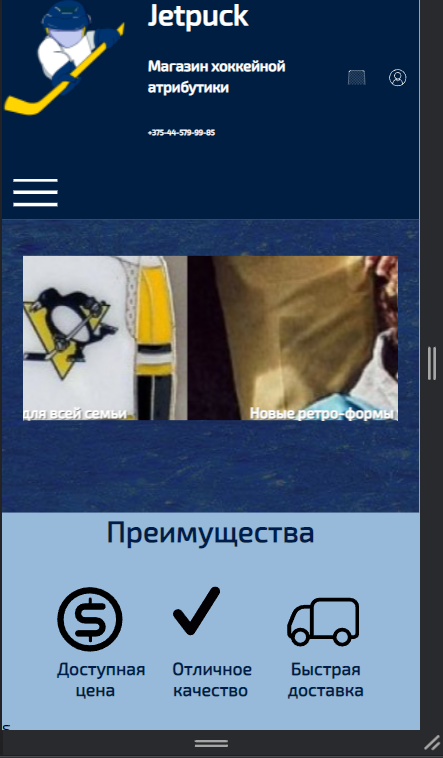 Jetpuck
Магазин хоккейной
атрибутики
+375-44-579-99-85
для всей семьи
Новые ретро-формы
Преимущества
Доступная
цена
Отличное
качество
Быстрая
доставка